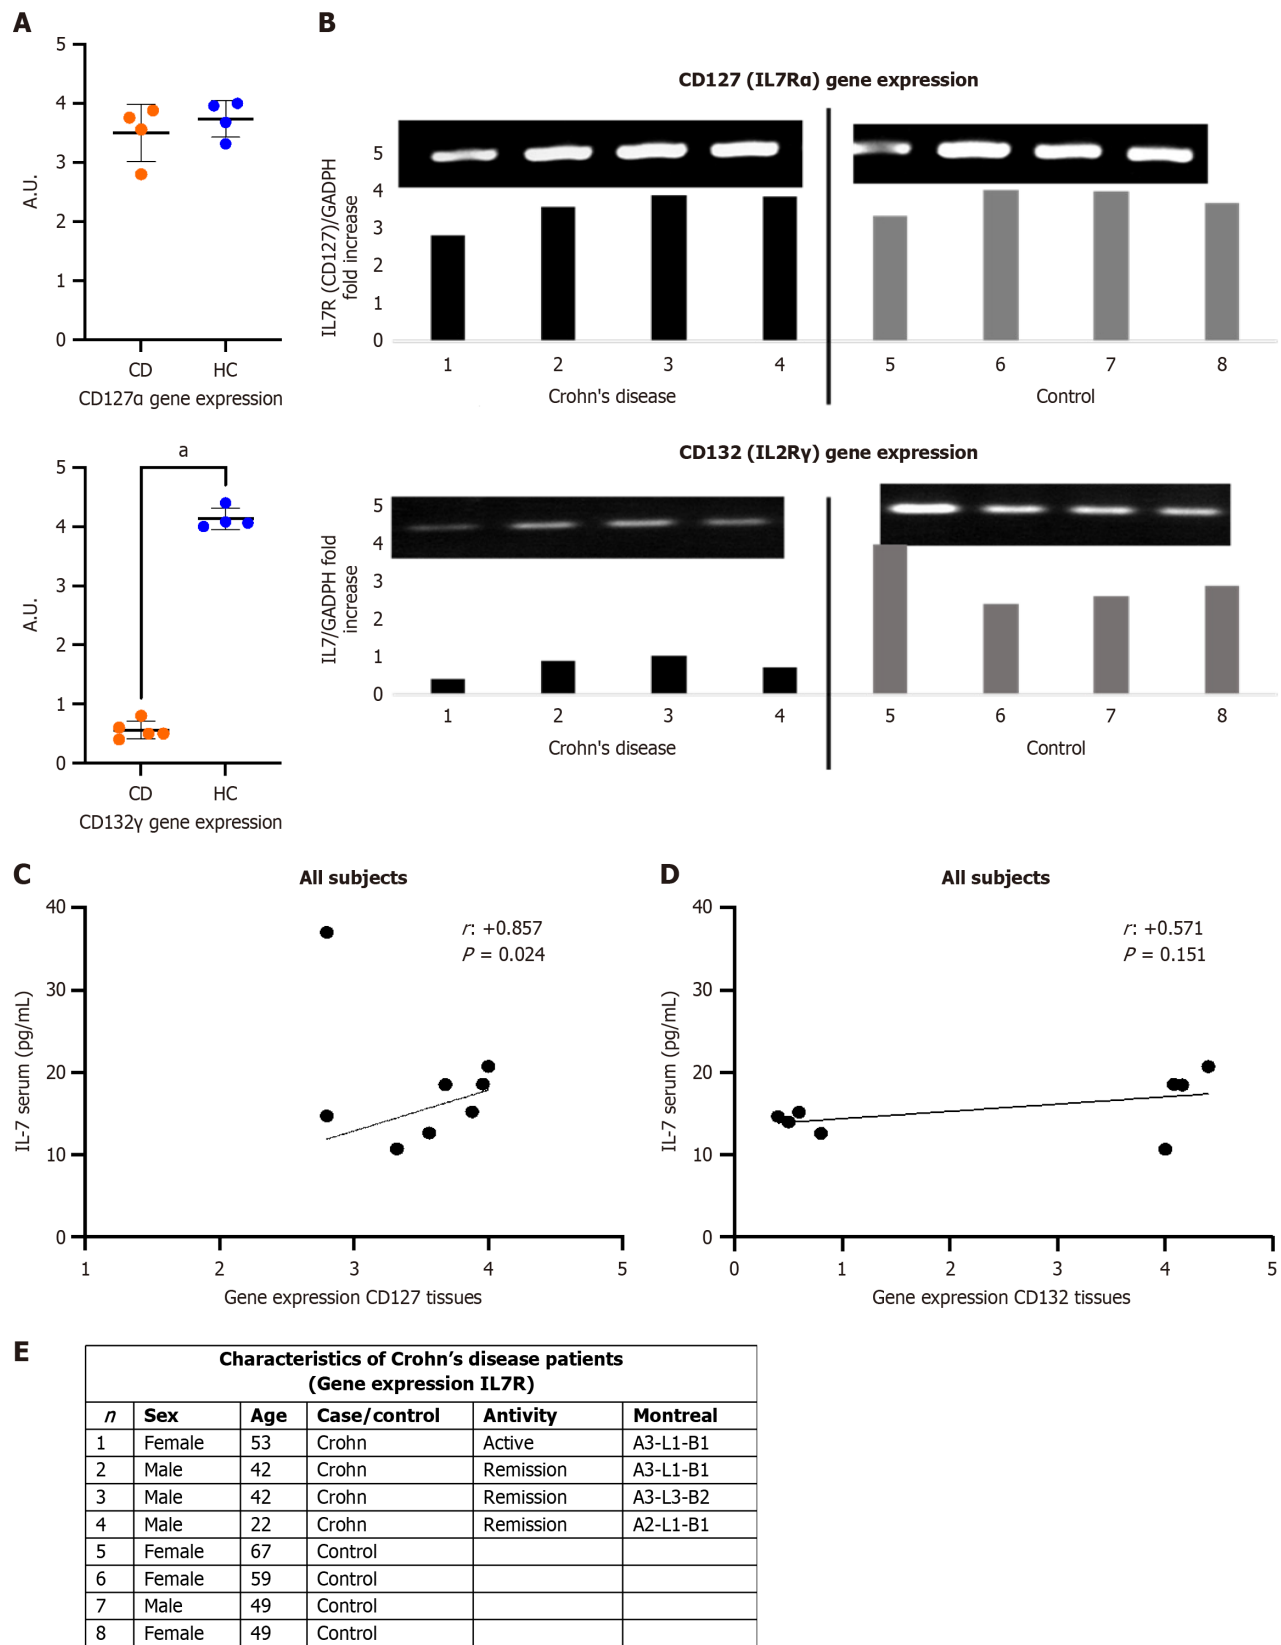 A
5
4
3
2
1
0
A.U.
CD HC
CD127α gene expression
5
4
3
2
1
0
A.U.
a
CD HC
CD132γ gene expression
B
CD127 (IL7Rα) gene expression
IL7R (CD127)/GADPH
fold increase
5
4
3
2
1
0
1 2 3 4 5 6 7 8
Crohn's disease Control
CD132 (IL2Rγ) gene expression
IL7/GADPH fold
increase
5
4
3
2
1
0
1 2 3 4 5 6 7 8
Crohn's disease Control
C
All subjects
r: +0.857
P = 0.024
IL-7 serum (pg/mL)
40
30
20
10
0
1 2 3 4 5
Gene expression CD127 tissues
D
All subjects
r: +0.571
P = 0.151
IL-7 serum (pg/mL)
40
30
20
10
0
0 1 2 3 4 5
Gene expression CD132 tissues
E
Characteristics of Crohn’s disease patients
(Gene expression IL7R)
n Sex Age Case/control Antivity Montreal
1 Female 53 Crohn Active A3-L1-B1
2 Male 42 Crohn Remission A3-L1-B1
3 Male 42 Crohn Remission A3-L3-B2
4 Male 22 Crohn Remission A2-L1-B1
5 Female 67 Control
6 Female 59 Control
7 Male 49 Control
8 Female 49 Control